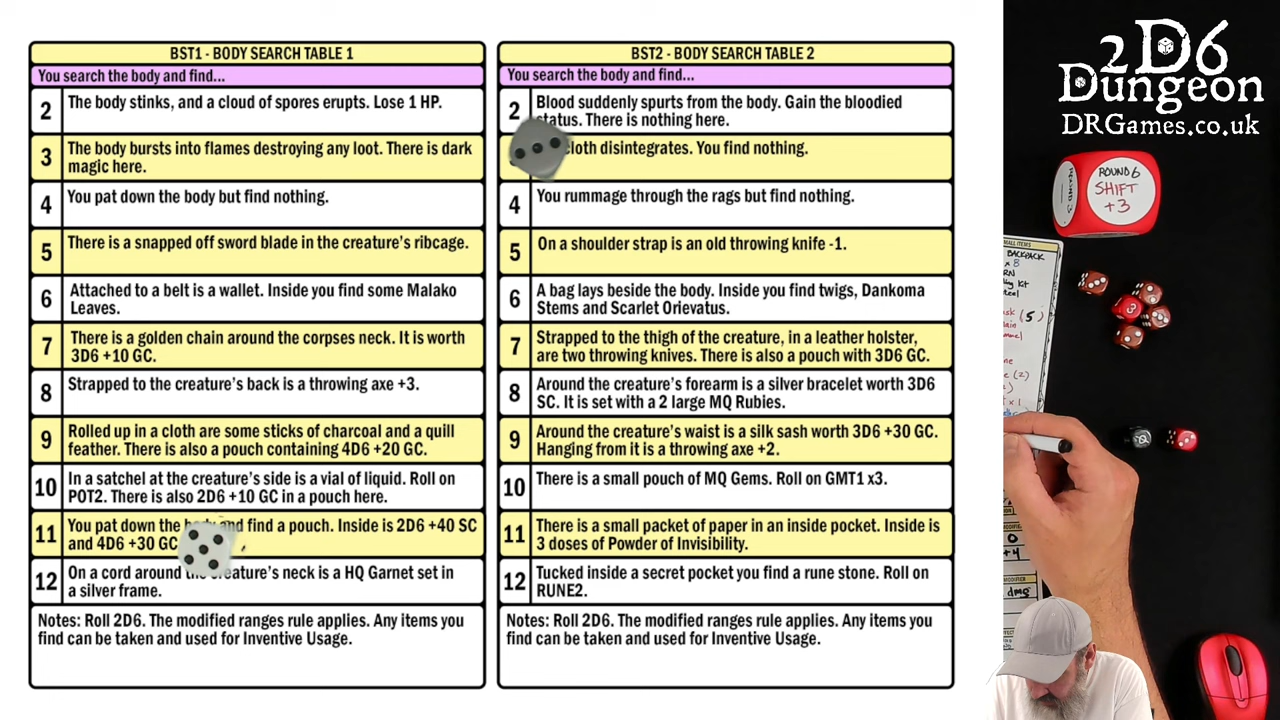 BST1 - BODY SEARCH TABLE 1
You search the body and find...
2 The body stinks, and a cloud of spores erupts. Lose 1 HP.
3 The body bursts into flames destroying any loot. There is dark
magic here.
4 You pat down the body but find nothing.
5 There is a snapped off sword blade in the creature's ribcage.
6 Attached to a belt is a wallet. Inside you find some Malako
Leaves.
7 There is a golden chain around the corpses neck. It is worth
3D6 +10 GC.
8 Strapped to the creature's back is a throwing axe +3.
9 Rolled up in a cloth are some sticks of charcoal and a quill
feather. There is also a pouch containing 4D6 +20 GC.
10 In a satchel at the creature's side is a vial of liquid. Roll on
POT2. There is also 2D6 +10 GC in a pouch here.
11 You pat down the body and find a pouch. Inside is 2D6 +40 SC
and 4D6 +30 GC
12 On a cord around the creature's neck is a HQ Garnet set in
a silver frame.
Notes: Roll 2D6. The modified ranges rule applies. Any items you
find can be taken and used for Inventive Usage.
BST2 - BODY SEARCH TABLE 2
You search the body and find...
2 Blood suddenly spurts from the body. Gain the bloodied
status. There is nothing here.
cloth disintegrates. You find nothing.
4 You rummage through the rags but find nothing.
5 On a shoulder strap is an old throwing knife -1.
6 A bag lays beside the body. Inside you find twigs, Dankoma
Stems and Scarlet Orievatus.
7 Strapped to the thigh of the creature, in a leather holster,
are two throwing knives. There is also a pouch with 3D6 GC.
8 Around the creature's forearm is a silver bracelet worth 3D6
SC. It is set with a 2 large MQ Rubies.
9 Around the creature's waist is a silk sash worth 3D6 +30 GC.
Hanging from it is a throwing axe +2.
10 There is a small pouch of MQ Gems. Roll on GMT1 x3.
11 There is a small packet of paper in an inside pocket. Inside is
3 doses of Powder of Invisibility.
12 Tucked inside a secret pocket you find a rune stone. Roll on
RUNE2.
Notes: Roll 2D6. The modified ranges rule applies. Any items you
find can be taken and used for Inventive Usage.
2D6
Dungeon
DRGames.co.uk
ROUND 6
SHIFT
+3
BACKPACK
x 8
(5)
(2)
x 1
0
+4
dmg